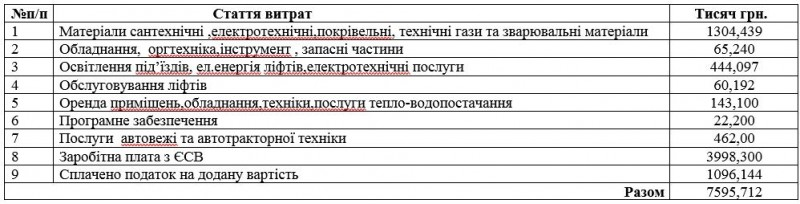 №п/п Стаття витрат Тисяч грн.
1 Матеріали сантехнічні ,електротехнічні,покрівельні, технічні гази та зварювальні матеріали 1304,439
2 Обладнання, оргтехніка,інструмент , запасні частини 65,240
3 Освітлення під’їздів, ел.енергія ліфтів,електротехнічні послуги 444,097
4 Обслуговування ліфтів 60,192
5 Оренда приміщень,обладнання,техніки,послуги тепло-водопостачання 143,100
6 Програмне забезпечення 22,200
7 Послуги автовежі та автотракторної техніки 462,00
8 Заробітна плата з ЄСВ 3998,300
9 Сплачено податок на додану вартість 1096,144
Разом 7595,712